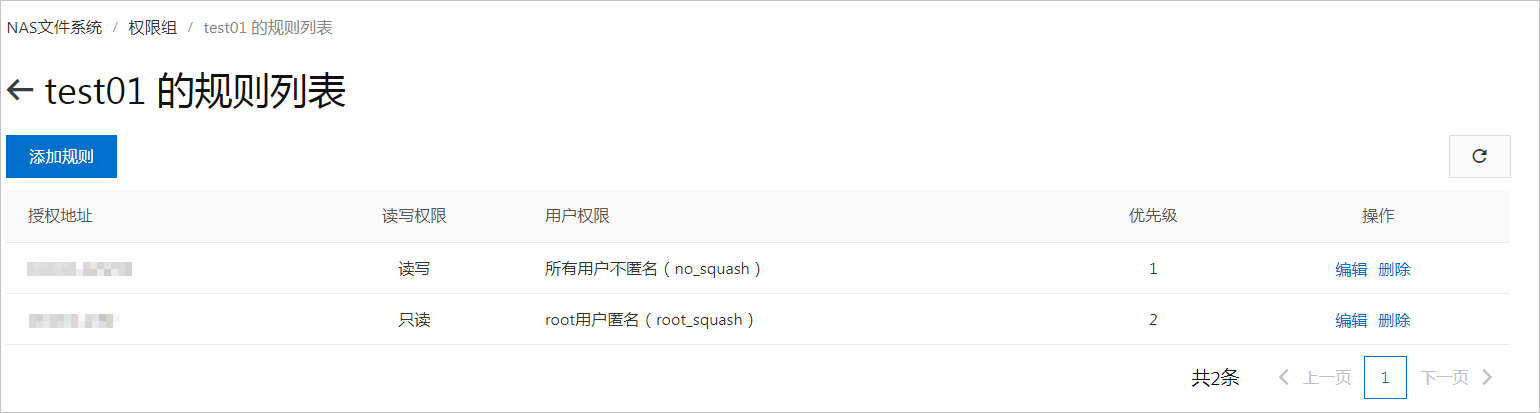 NAS文件系统 / 权限组 / test01 的规则列表
test01 的规则列表
添加规则
授权地址 读写权限 用户权限 优先级 操作
读写 所有用户不匿名（no_squash） 1 编辑 删除
只读 root用户匿名（root_squash） 2 编辑 删除
共2条 上一页 1 下一页